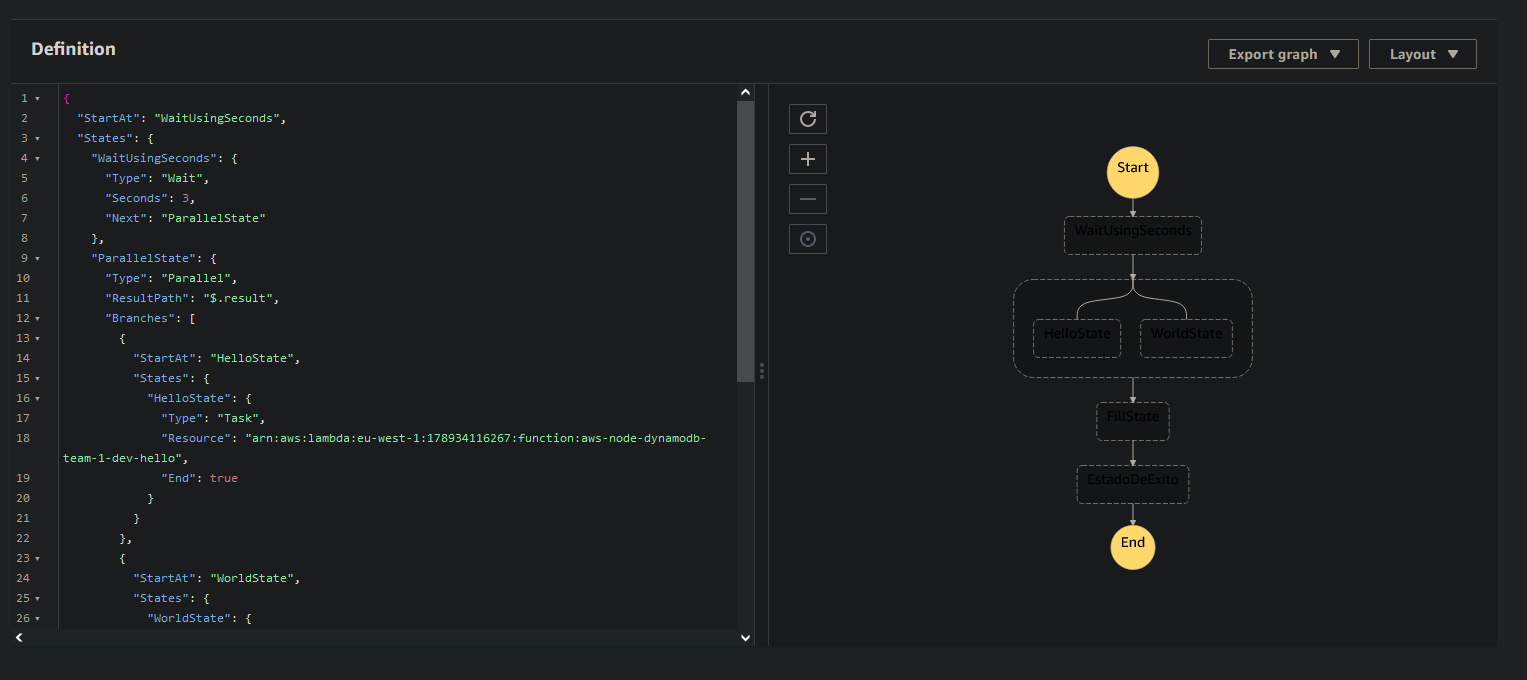 Definition
Export graph
Layout
1 {
2 "StartAt": "WaitUsingSeconds",
3 "States": {
4 "WaitUsingSeconds": {
5 "Type": "Wait",
6 "Seconds": 3,
7 "Next": "ParallelState"
8 },
9 "ParallelState": {
10 "Type": "Parallel",
11 "ResultPath": "$.result",
12 "Branches": [
13 {
14 "StartAt": "HelloState",
15 "States": {
16 "HelloState": {
17 "Type": "Task",
18 "Resource": "arn:aws:lambda:eu-west-1:178934116267:function:aws-node-dynamodb-
team-1-dev-hello",
19 "End": true
20 }
21 }
22 },
23 {
24 "StartAt": "WorldState",
25 "States": {
26 "WorldState": {
Start
WaitUsingSeconds
HelloState
WorldState
FillState
EstadoDeExito
End